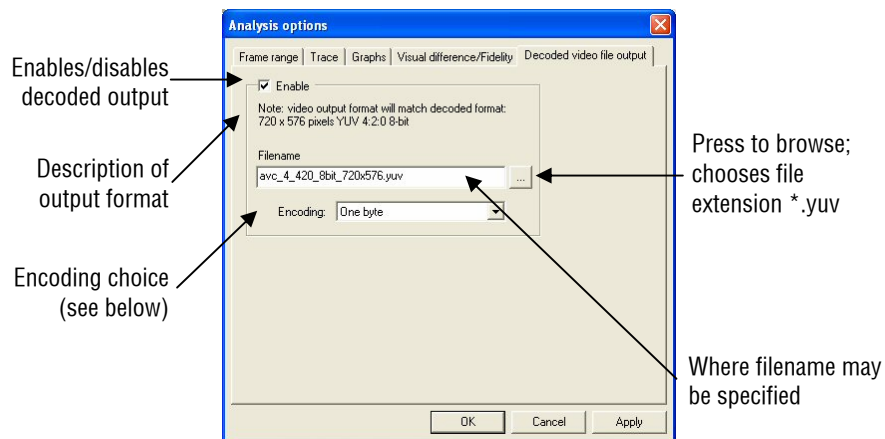 Analysis options
Frame range
Trace
Graphs
Visual difference/Fidelity
Decoded video file output
Enables/disables
decoded output
Enable
Note: video output format will match decoded format:
720 x 576 pixels YUV 4:2:0 8-bit
Description of
output format
Filename
avc_4_420_8bit_720x576.yuv
...
Press to browse;
chooses file
extension *.yuv
Encoding:
One byte
Encoding choice
(see below)
Where filename may
be specified
OK
Cancel
Apply